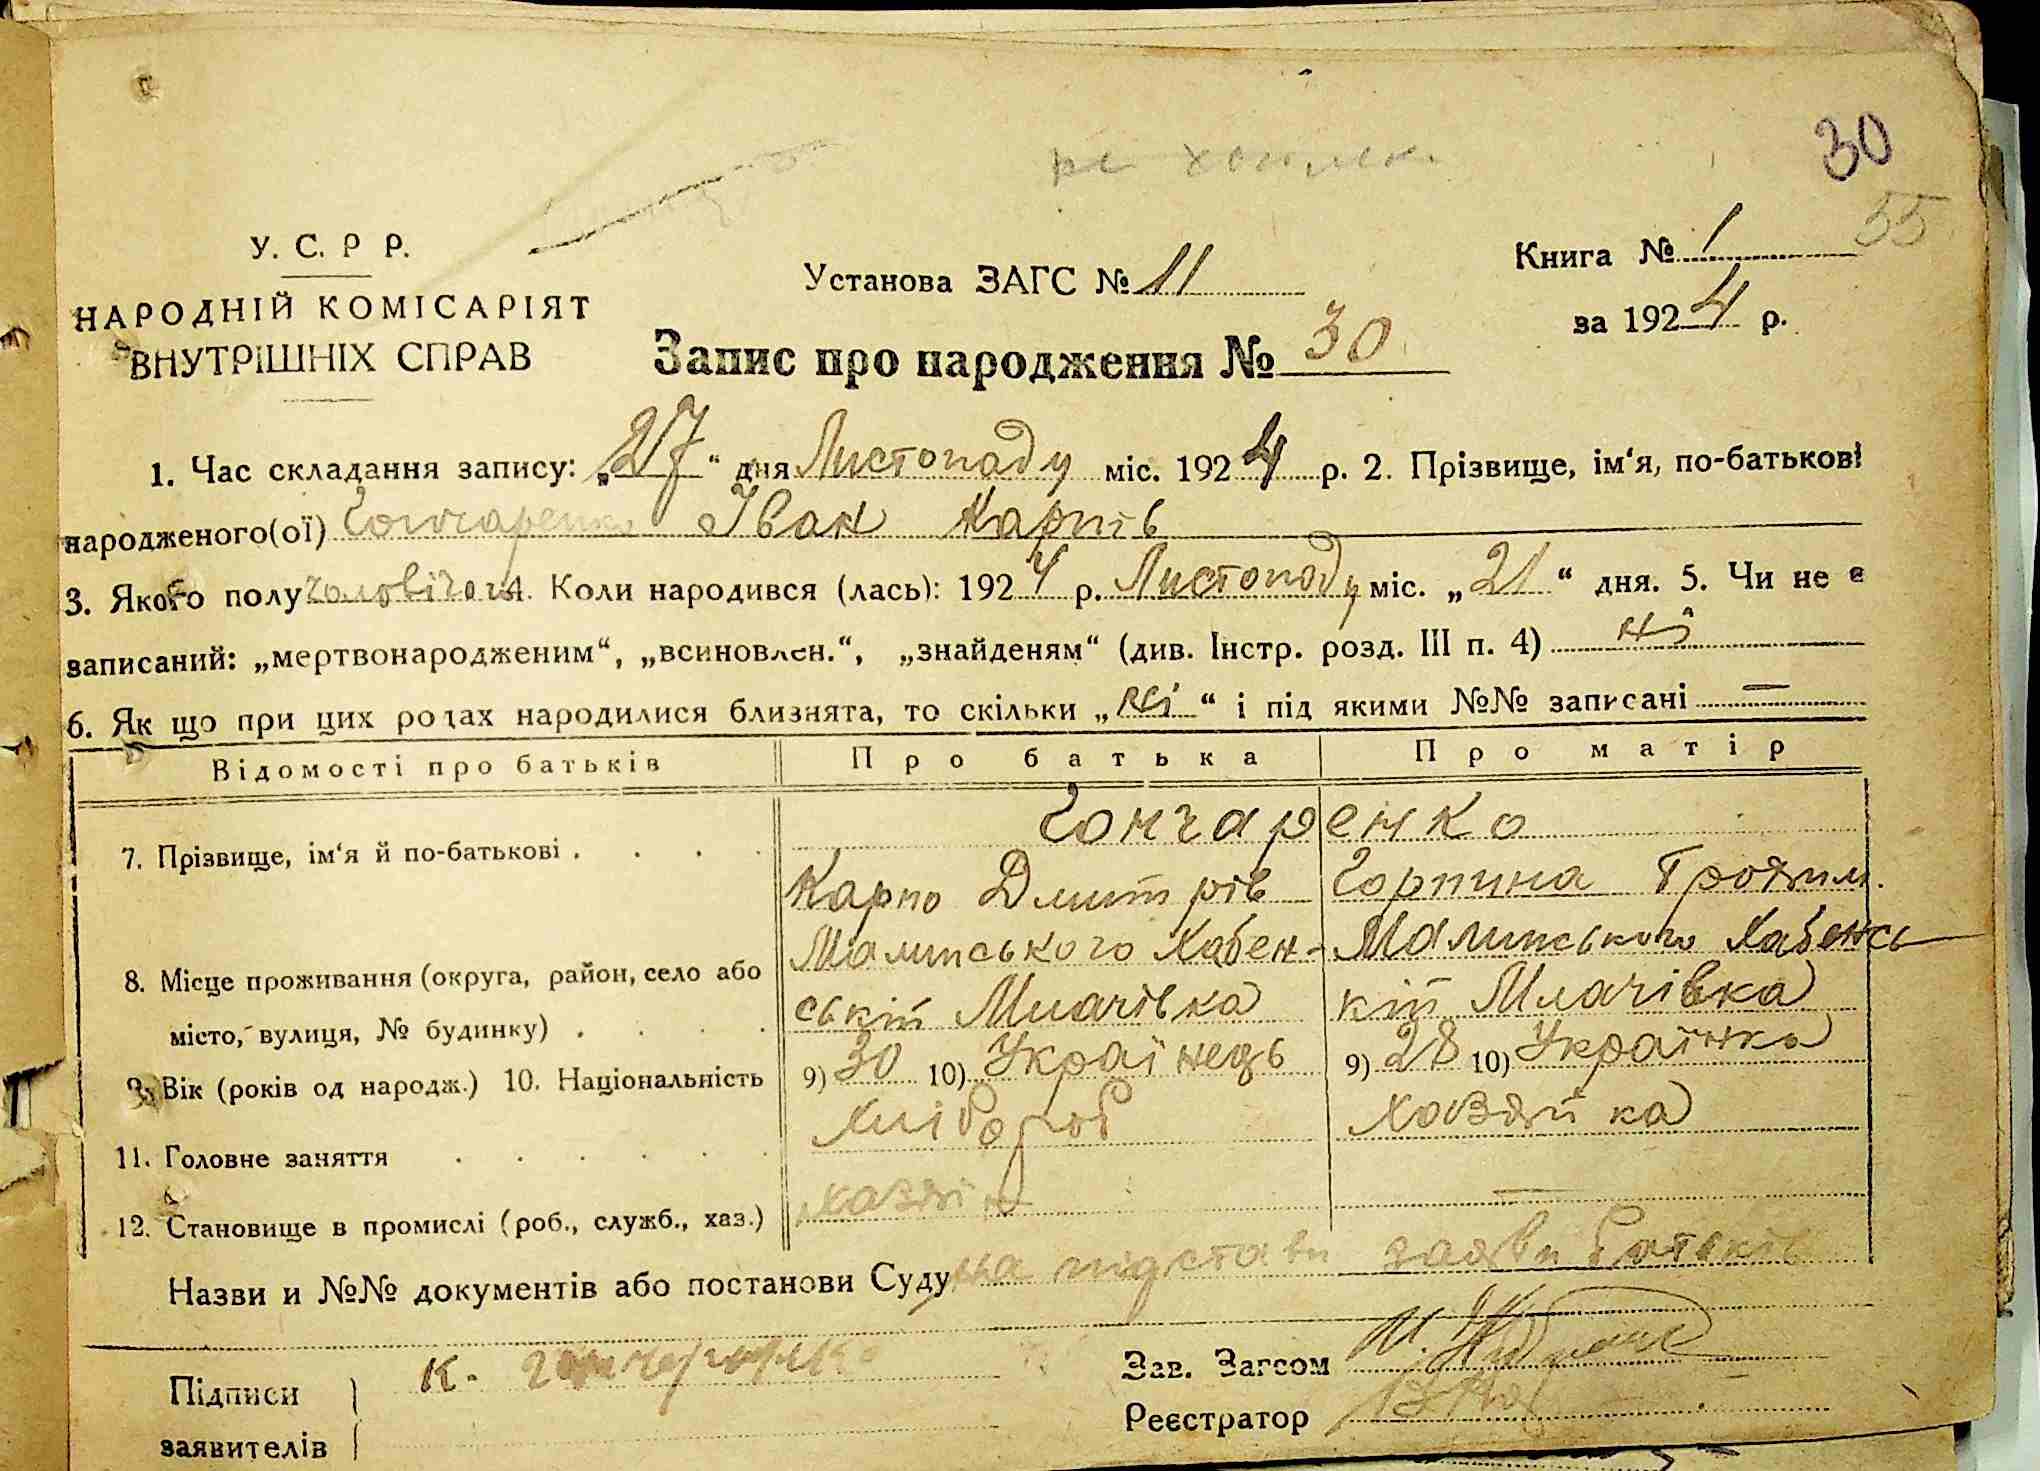 30
55
У. С. Р Р.
Книга № 1
Установа ЗАГС № 11
НАРОДНІЙ КОМІСАРІЯТ
за 1924 р.
ВНУТРІШНІХ СПРАВ
Запис про народження № 30
1. Час складання запису: „27“ дня Листопаду міс. 1924 р. 2. Прізвище, ім‘я, по-батькові
народженого(ої) Гончаренко Іван Карпів
3. Якого полу чоловічого 4. Коли народився (лась): 1924 р. Листопаду міс. „21“ дня. 5. Чи не є
записаний: „мертвонародженим“, „всиновлен.“, „знайденям“ (див. Інстр. розд. III п. 4) ні
6. Як що при цих родах народилися близнята, то скільки „ні“ і під якими №№ записані —
Відомості про батьків Про батька Про матір
Гончаренко
7. Прізвище, ім‘я й по-батькові . . . .
Карпо Дмитрів Горпина Трохим.
Малинського Хабен- Малинського Хабенсь
8. Місце проживання (округа, район, село або
ській Млачівка кій Млачівка
місто, вулиця, № будинку) . . . .
9. Вік (років од народж.) 10. Національність 9) 30 10) Українець 9) 28 10) Українка
11. Головне заняття . . . . . . Хлібороб хозяйка
12. Становище в промислі (роб., служб., хаз.) хазяін —
Назви и №№ документів або постанови Суду на підстави заяви батьків
Підписи К. Зав. Загсом
заявителів Реєстратор